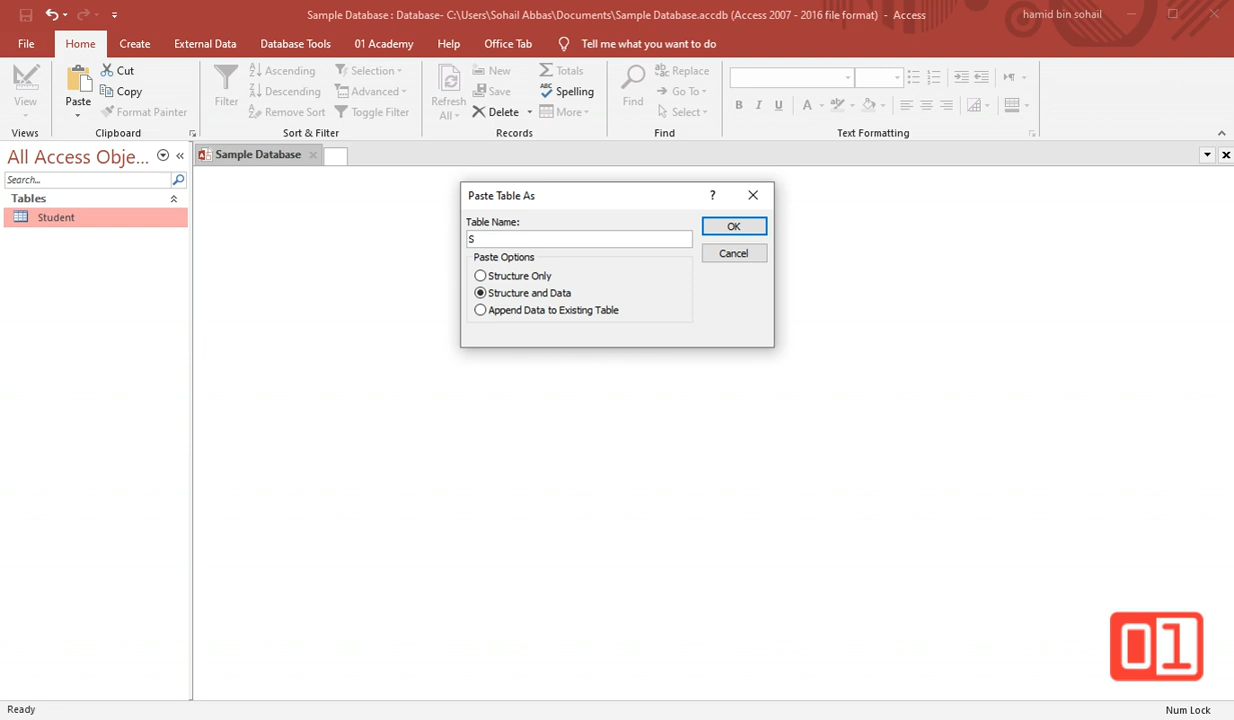 Sample Database : Database- C:\Users\Sohail Abbas\Documents\Sample Database.accdb (Access 2007 - 2016 file format) - Access
hamid bin sohail
File Home Create External Data Database Tools 01 Academy Help Office Tab Tell me what you want to do
View
Views
Paste
Cut
Copy
Format Painter
Clipboard
Filter
Ascending
Descending
Remove Sort
Selection
Advanced
Toggle Filter
Sort & Filter
Refresh
All
New
Save
Delete
Totals
Spelling
More
Records
Find
Replace
Go To
Select
Find
B I U A
Text Formatting
All Access Obje...
Search...
Tables
Student
Sample Database
Paste Table As
?
Table Name:
S
OK
Paste Options
Cancel
Structure Only
Structure and Data
Append Data to Existing Table
01
Ready
Num Lock